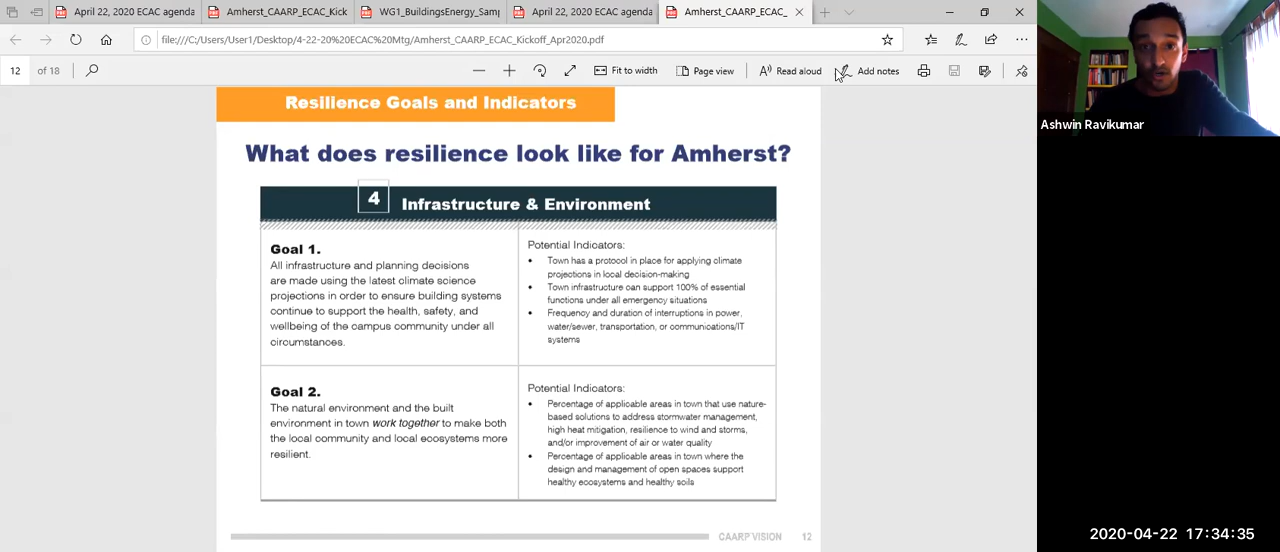 April 22, 2020 ECAC agenda
Amherst_CAARP_ECAC_Kick
WG1_BuildingsEnergy_Samp
April 22, 2020 ECAC agenda
Amherst_CAARP_ECAC_
file:///C:/Users/User1/Desktop/4-22-20%20ECAC%20Mtg/Amherst_CAARP_ECAC_Kickoff_Apr2020.pdf
12 of 18
Fit to width
Page view
Read aloud
Add notes
Ashwin Ravikumar
Resilience Goals and Indicators
What does resilience look like for Amherst?
4 Infrastructure & Environment
Goal 1.
All infrastructure and planning decisions
are made using the latest climate science
projections in order to ensure building systems
continue to support the health, safety, and
wellbeing of the campus community under all
circumstances.
Potential Indicators:
• Town has a protocol in place for applying climate
projections in local decision-making
• Town infrastructure can support 100% of essential
functions under all emergency situations
• Frequency and duration of interruptions in power,
water/sewer, transportation, or communications/IT
systems
Goal 2.
The natural environment and the built
environment in town work together to make both
the local community and local ecosystems more
resilient.
Potential Indicators:
• Percentage of applicable areas in town that use nature-
based solutions to address stormwater management,
high heat mitigation, resilience to wind and storms,
and/or improvement of air or water quality
• Percentage of applicable areas in town where the
design and management of open spaces support
healthy ecosystems and healthy soils
CAARP VISION 12
2020-04-22 17:34:35